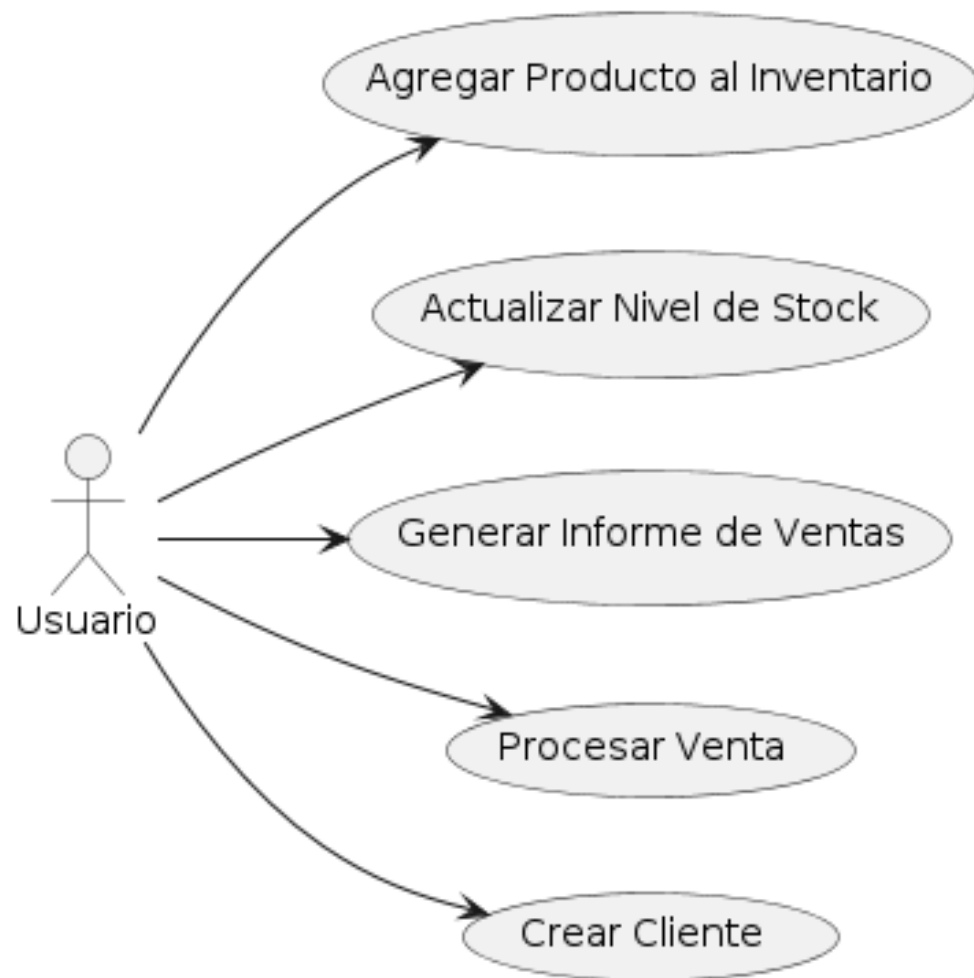 Agregar Producto al Inventario
Actualizar Nivel de Stock
Generar Informe de Ventas
Usuario
Procesar Venta
Crear Cliente